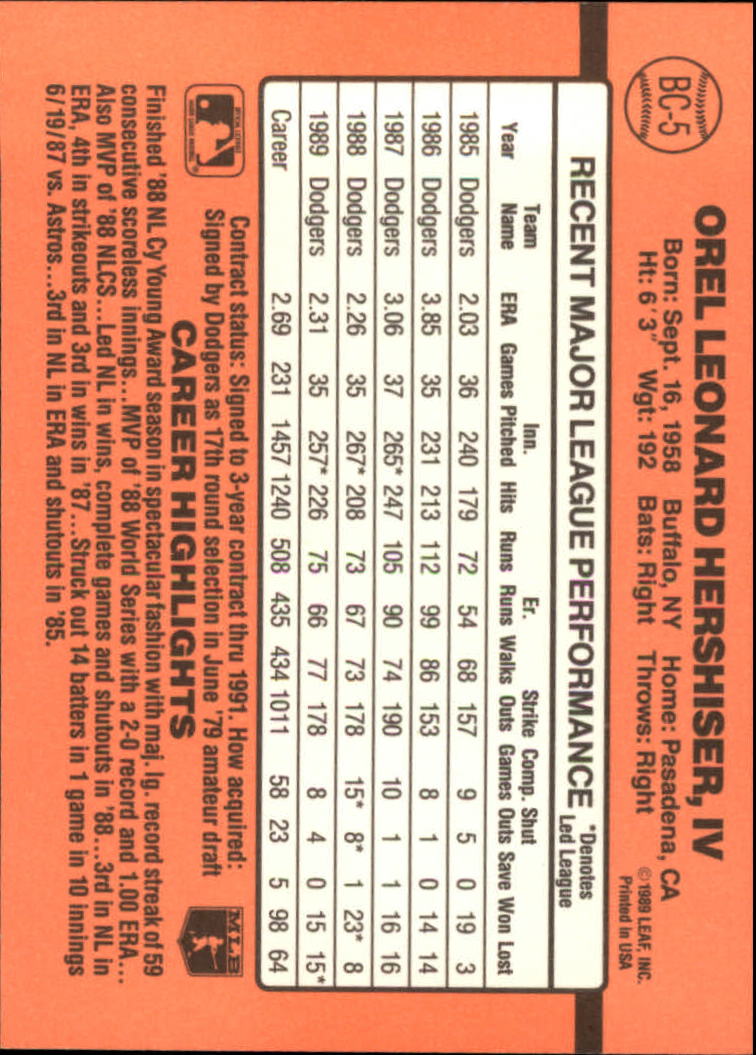 BC-5
OREL LEONARD HERSHISER, IV
Born: Sept. 16, 1958 Buffalo, NY Home: Pasadena, CA
Ht: 6'3" Wgt: 192 Bats: Right Throws: Right
©1989 LEAF, INC.
Printed in USA
RECENT MAJOR LEAGUE PERFORMANCE *Denotes Led League
Team Inn. Er. Strike Comp. Shut
Year Name ERA Games Pitched Hits Runs Runs Walks Outs Games Outs Save Won Lost
1985 Dodgers 2.03 36 240 179 72 54 68 157 9 5 0 19 3
1986 Dodgers 3.85 35 231 213 112 99 86 153 8 1 0 14 14
1987 Dodgers 3.06 37 265* 247 105 90 74 190 10 1 1 16 16
1988 Dodgers 2.26 35 267* 208 73 67 73 178 15* 8* 1 23* 8
1989 Dodgers 2.31 35 257* 226 75 66 77 178 8 4 0 15 15*
Career 2.69 231 1457 1240 508 435 434 1011 58 23 5 98 64
Contract status: Signed to 3-year contract thru 1991. How acquired:
Signed by Dodgers as 17th round selection in June '79 amateur draft
MLB
CAREER HIGHLIGHTS
Finished '88 NL Cy Young Award season in spectacular fashion with maj. lg. record streak of 59
consecutive scoreless innings...MVP of '88 World Series with a 2-0 record and 1.00 ERA...
Also MVP of '88 NLCS...Led NL in wins, complete games and shutouts in '88...3rd in NL in
ERA, 4th in strikeouts and 3rd in wins in '87...Struck out 14 batters in 1 game in 10 innings
6/19/87 vs. Astros...3rd in NL in ERA and shutouts in '85.